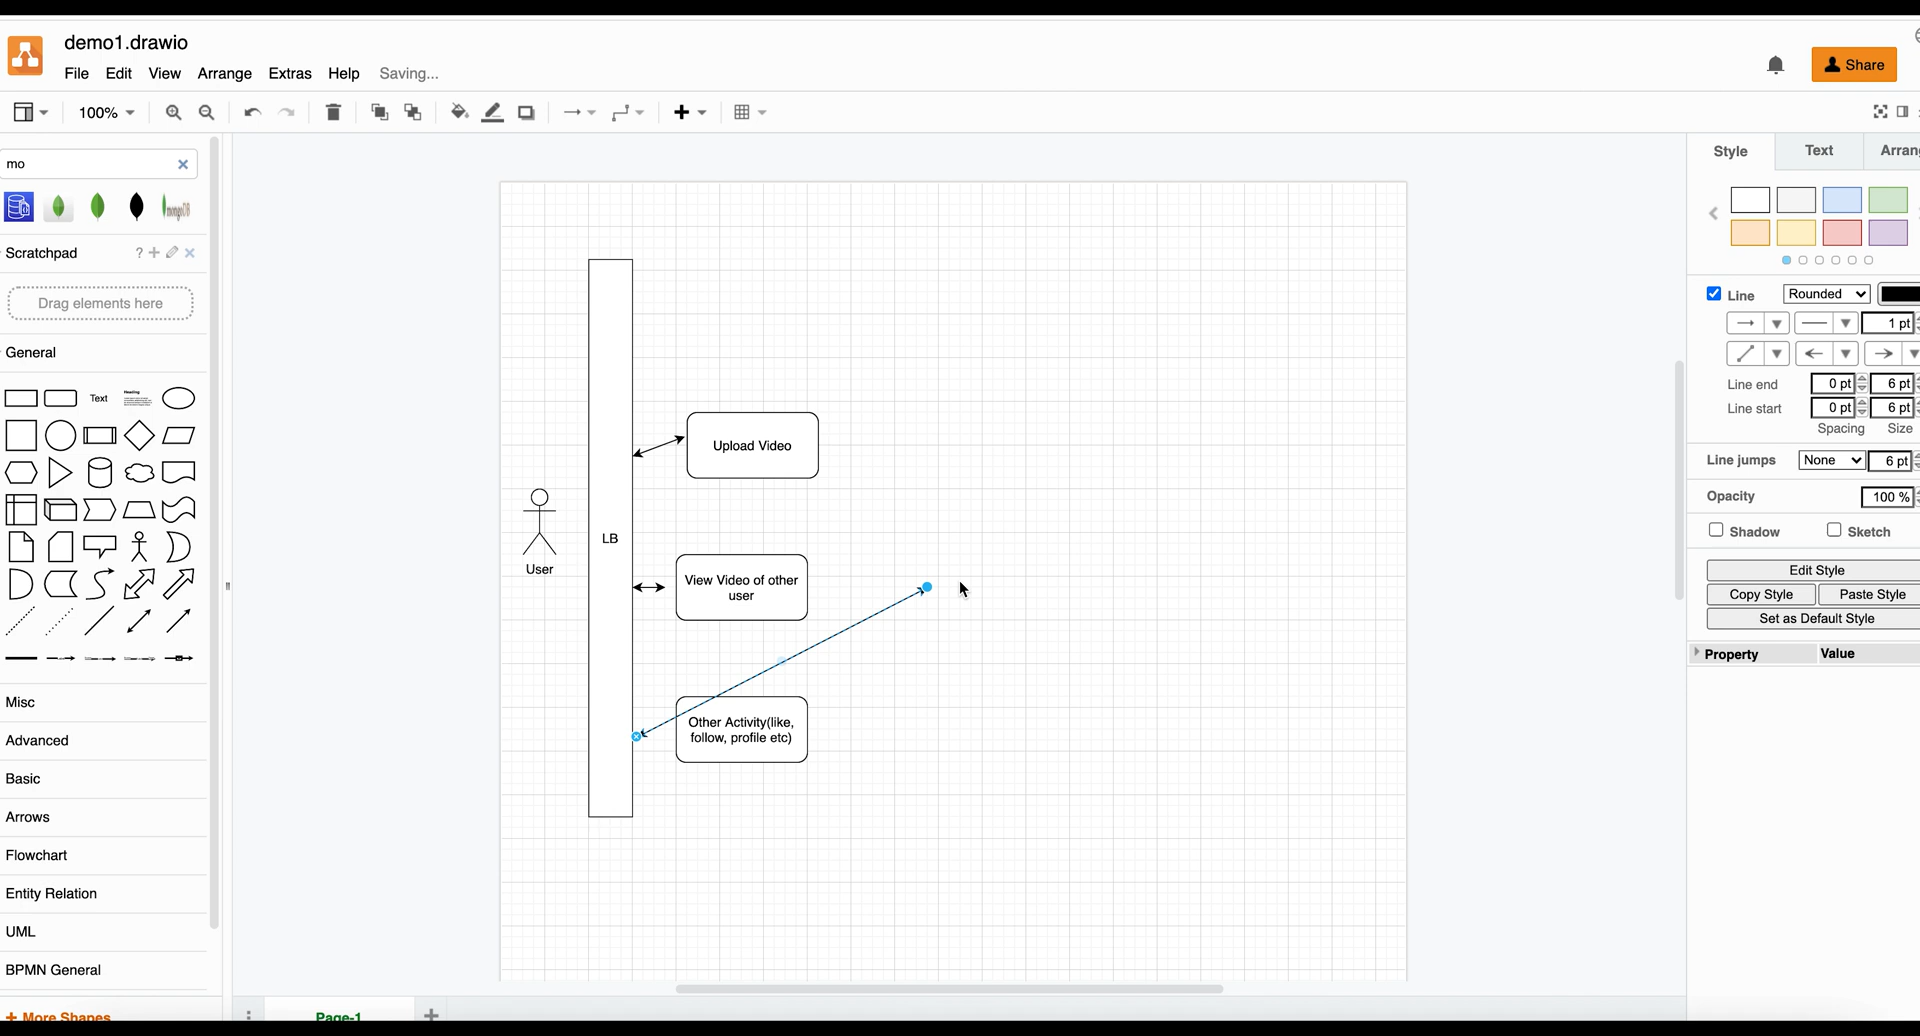 demo1.drawio
File Edit View Arrange Extras Help Saving...
Share
100%
mo
mongoDB
Scratchpad ?
Drag elements here
General
Text Heading
Misc
Advanced
Basic
Arrows
Flowchart
Entity Relation
UML
BPMN General
+ More Shapes
LB
User
Upload Video
View Video of other
user
Other Activity(like,
follow, profile etc)
Page-1
Style Text Arran
Line Rounded
1 pt
Line end 0 pt 6 pt
Line start 0 pt 6 pt
Spacing Size
Line jumps None 6 pt
Opacity 100 %
Shadow Sketch
Edit Style
Copy Style Paste Style
Set as Default Style
Property Value